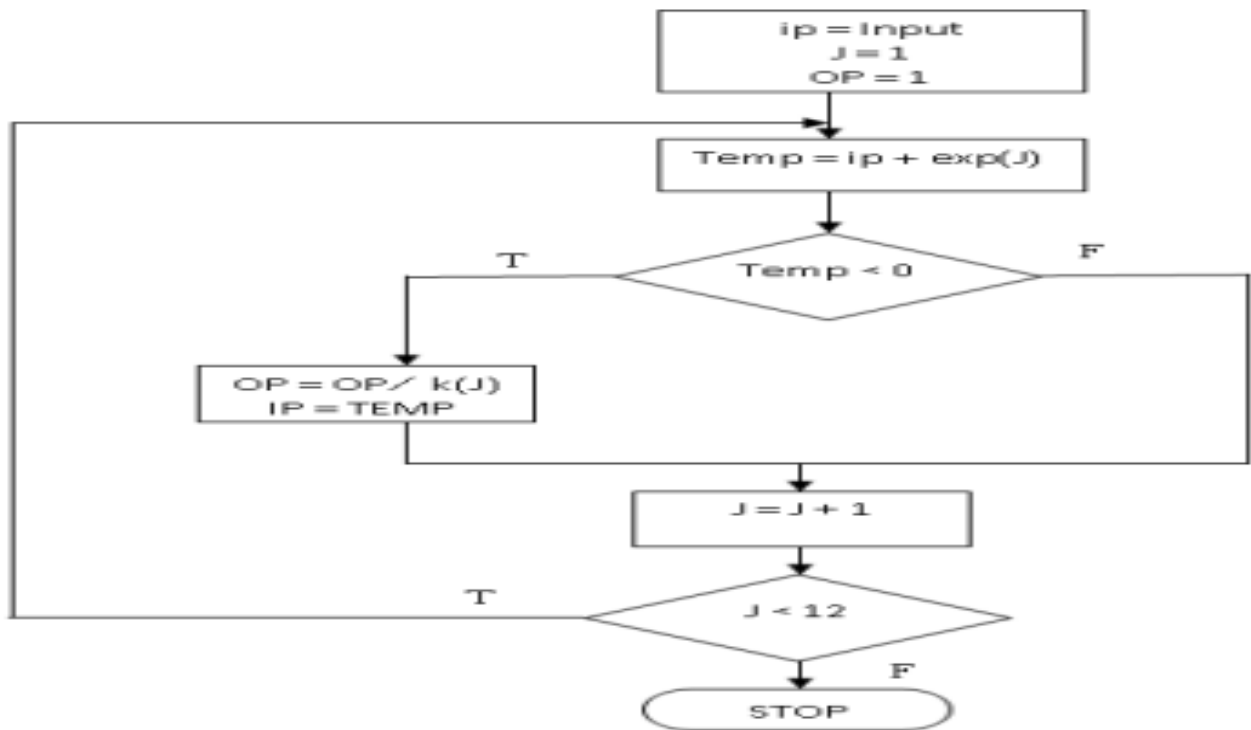 ip = Input
J = 1
OP = 1
Temp = ip + exp(J)
T
Temp < 0
F
OP = OP/ k(J)
IP = TEMP
J = J + 1
T
J < 12
F
STOP